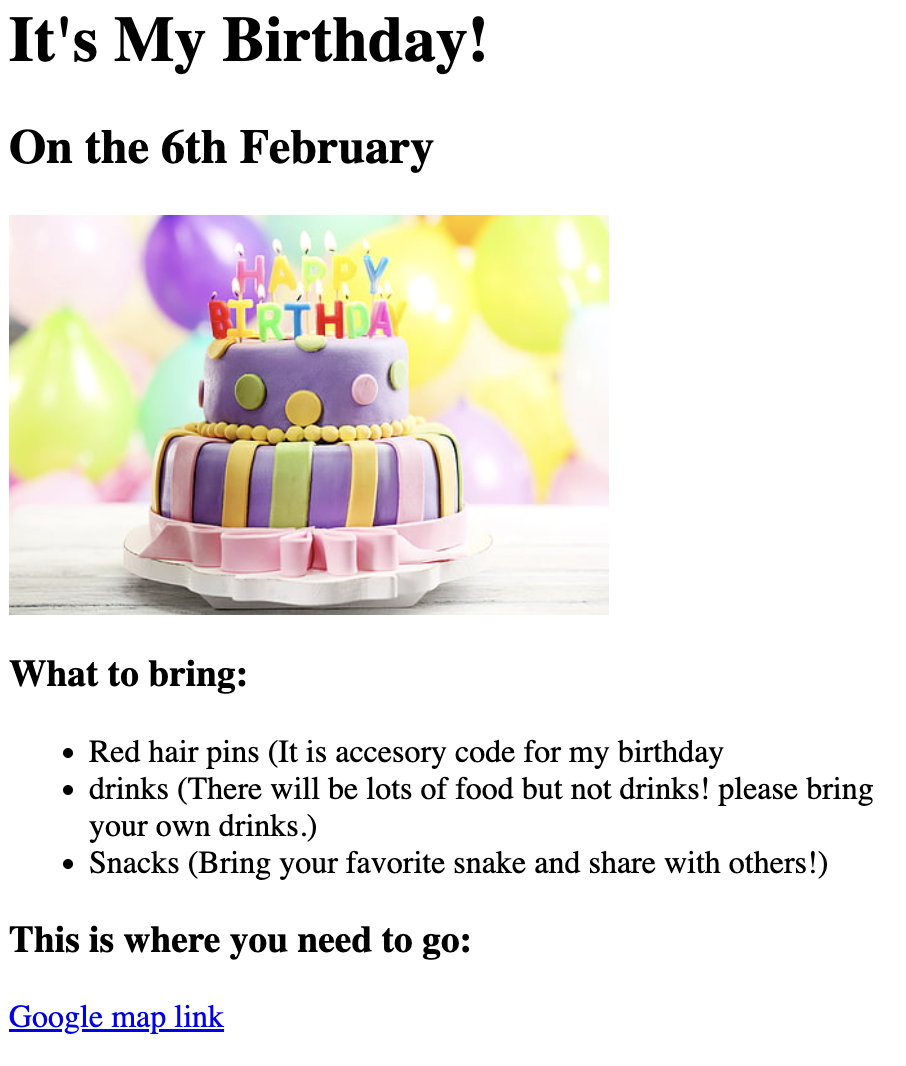 It's My Birthday!
On the 6th February
HAPPY
BIRTHDAY
What to bring:
Red hair pins (It is accesory code for my birthday
drinks (There will be lots of food but not drinks! please bring
your own drinks.)
Snacks (Bring your favorite snake and share with others!)
This is where you need to go:
Google map link